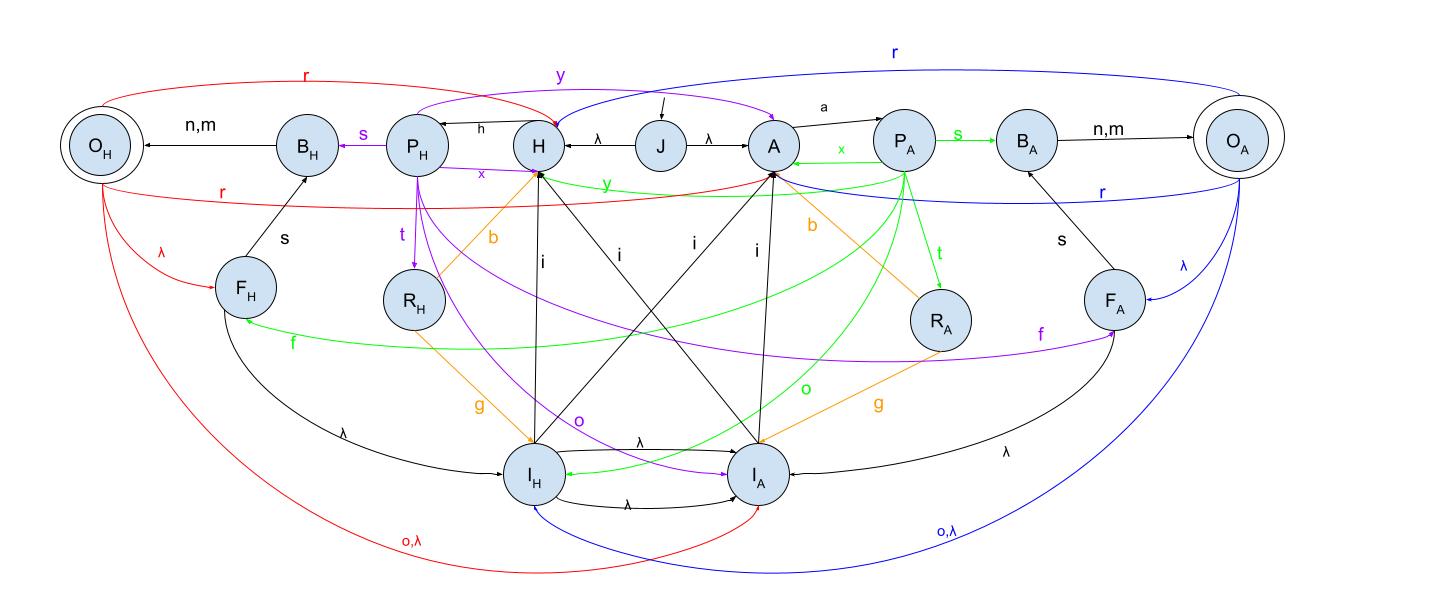 r
y
r
a
n,m
s
h
λ
λ
x
s
n,m
O_H
B_H
P_H
H
J
A
P_A
B_A
O_A
x
r
y
r
λ
s
t
b
i
i
i
i
b
t
s
λ
F_H
R_H
R_A
F_A
f
f
λ
g
o
λ
o
g
λ
I_H
I_A
λ
o,λ
o,λ